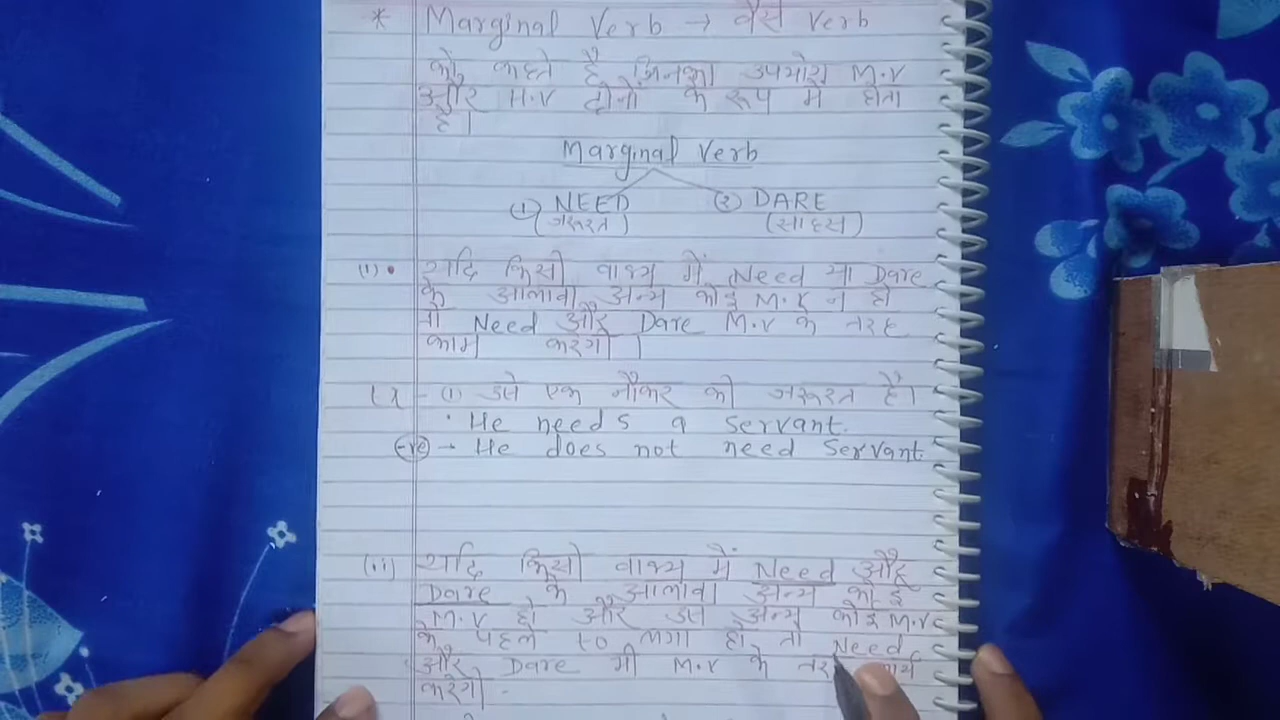 * Marginal Verb → वैसे Verb
को कहते हैं जिनका उपयोग M.V
और H.V दोनों के रूप में होता
है।
Marginal Verb
① NEED ② DARE
(जरूरत) (साहस)
(i) • यदि किसी वाक्य में Need या Dare
के आलावा अन्य कोई M.V न हो
तो Need और Dare M.V के तरह
काम करेगी।
Ex - (i) उसे एक नौकर की जरूरत है।
• He needs a servant.
(-ve) → He does not need servant.
(ii) यदि किसी वाक्य में Need और
Dare के आलावा अन्य कोई
M.V हो और उस अन्य कोई M.V
के पहले to लगा हो तो Need
और Dare भी M.V के कार्य
करेगी -